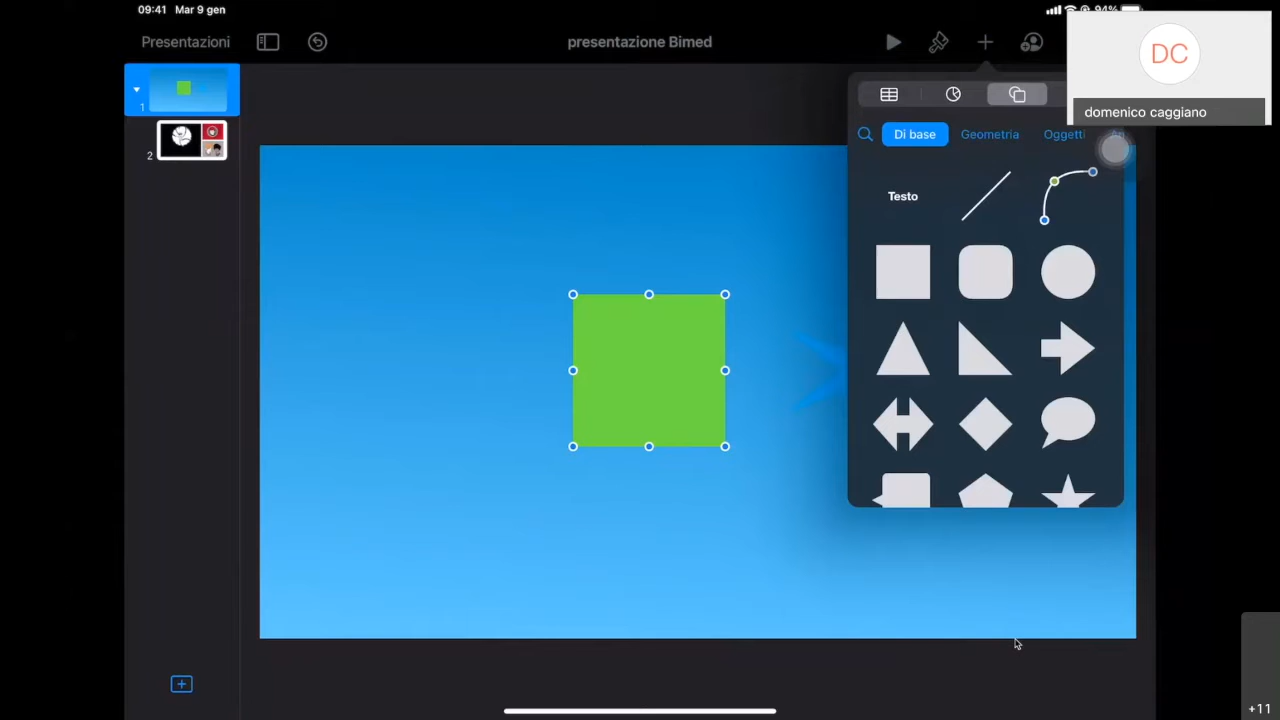 09:41 Mar 9 gen
94%
Presentazioni
presentazione Bimed
DC
domenico caggiano
1
2
Di base
Geometria
Oggetti
Testo
+11